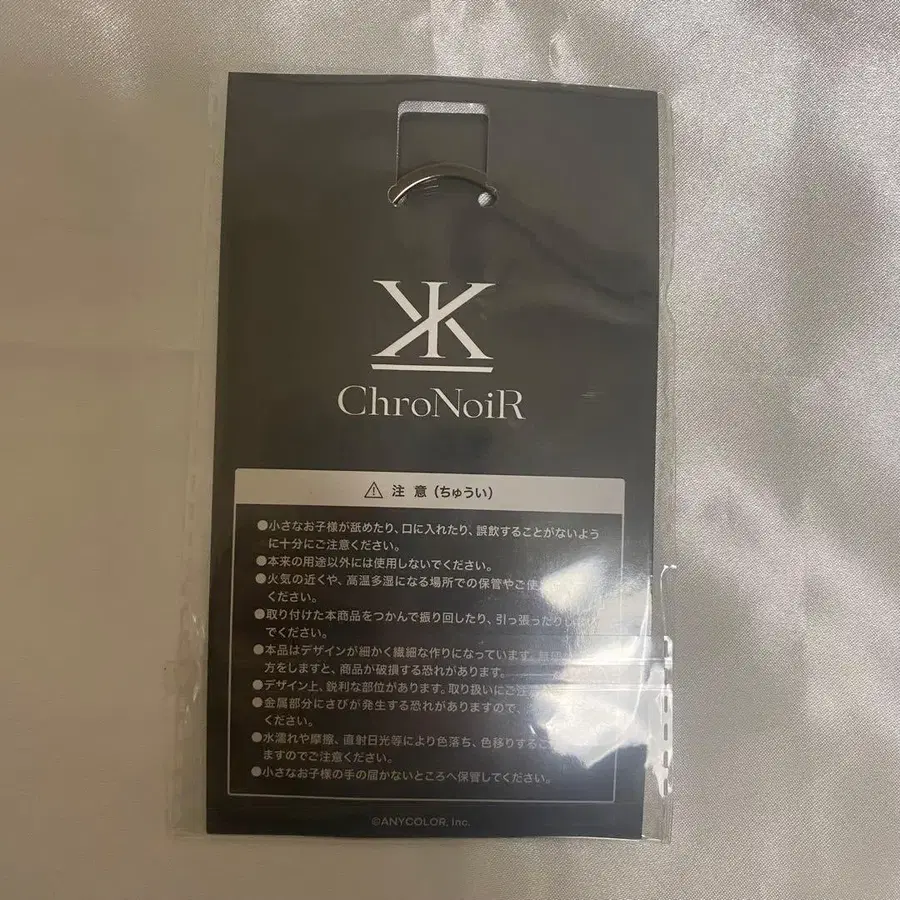 ChroNoiR
⚠ 注 意 (ちゅうい)
●小さなお子様が舐めたり、口に入れたり、誤飲することがないよう
に十分にご注意ください。
●本来の用途以外には使用しないでください。
●火気の近くや、高温多湿になる場所での保管やご使
ください。
●取り付けた本商品をつかんで振り回したり、引っ張ったりし
でください。
●本品はデザインが細かく繊細な作りになっています。
方をしますと、商品が破損する恐れがあります。
●デザイン上、鋭利な部位があります。取り扱いにご注意
●金属部分にさびが発生する恐れがありますので、
ください。
●水濡れや摩擦、直射日光等により色落ち、色移りするこ
ますのでご注意ください。
●小さなお子様の手の届かないところへ保管してください。
©ANYCOLOR, Inc.